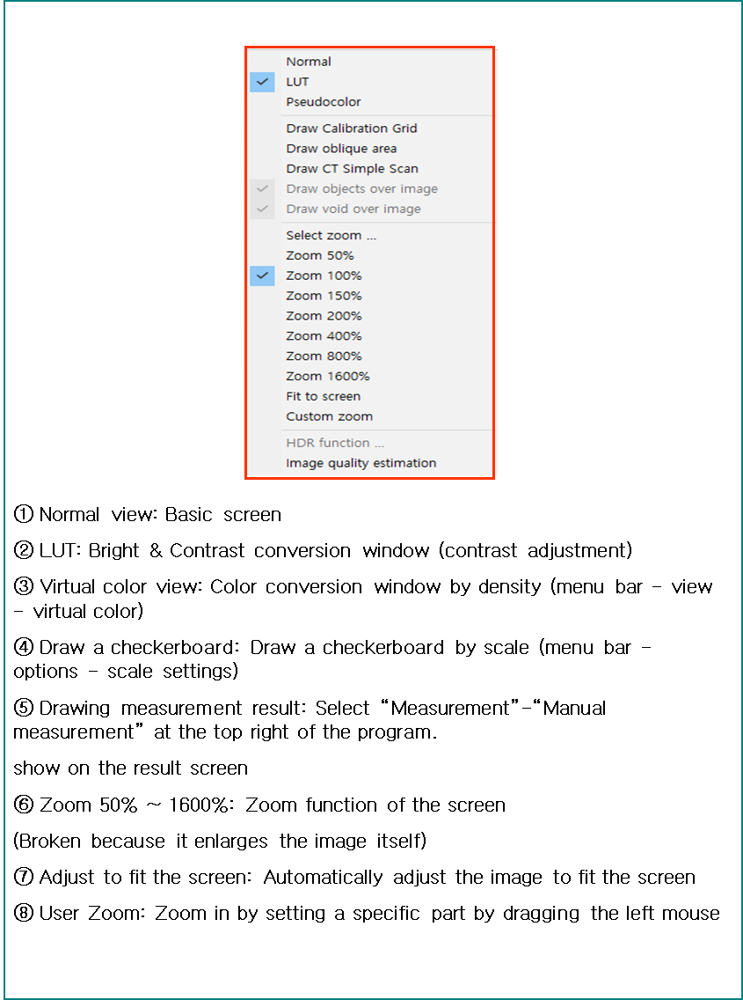 Normal
LUT
Pseudocolor
Draw Calibration Grid
Draw oblique area
Draw CT Simple Scan
Draw objects over image
Draw void over image
Select zoom ...
Zoom 50%
Zoom 100%
Zoom 150%
Zoom 200%
Zoom 400%
Zoom 800%
Zoom 1600%
Fit to screen
Custom zoom
HDR function ...
Image quality estimation
① Normal view: Basic screen
② LUT: Bright & Contrast conversion window (contrast adjustment)
③ Virtual color view: Color conversion window by density (menu bar - view
- virtual color)
④ Draw a checkerboard: Draw a checkerboard by scale (menu bar -
options - scale settings)
⑤ Drawing measurement result: Select “Measurement”-“Manual
measurement” at the top right of the program.
show on the result screen
⑥ Zoom 50% ~ 1600%: Zoom function of the screen
(Broken because it enlarges the image itself)
⑦ Adjust to fit the screen: Automatically adjust the image to fit the screen
⑧ User Zoom: Zoom in by setting a specific part by dragging the left mouse